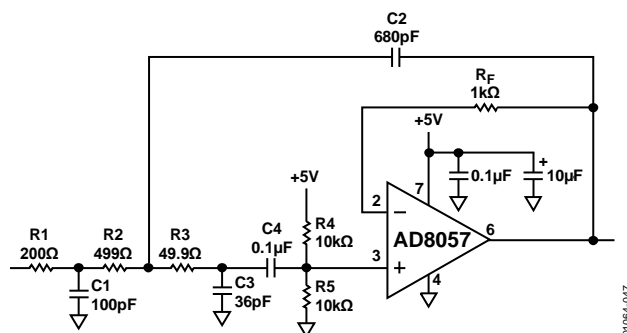 C2
680pF
RF
1kΩ
+5V
+
0.1µF
10µF
7
+5V
2
–
AD8057
6
C4
0.1µF
R4
10kΩ
R1
200Ω
R2
499Ω
R3
49.9Ω
3
+
4
R5
10kΩ
C1
100pF
C3
36pF